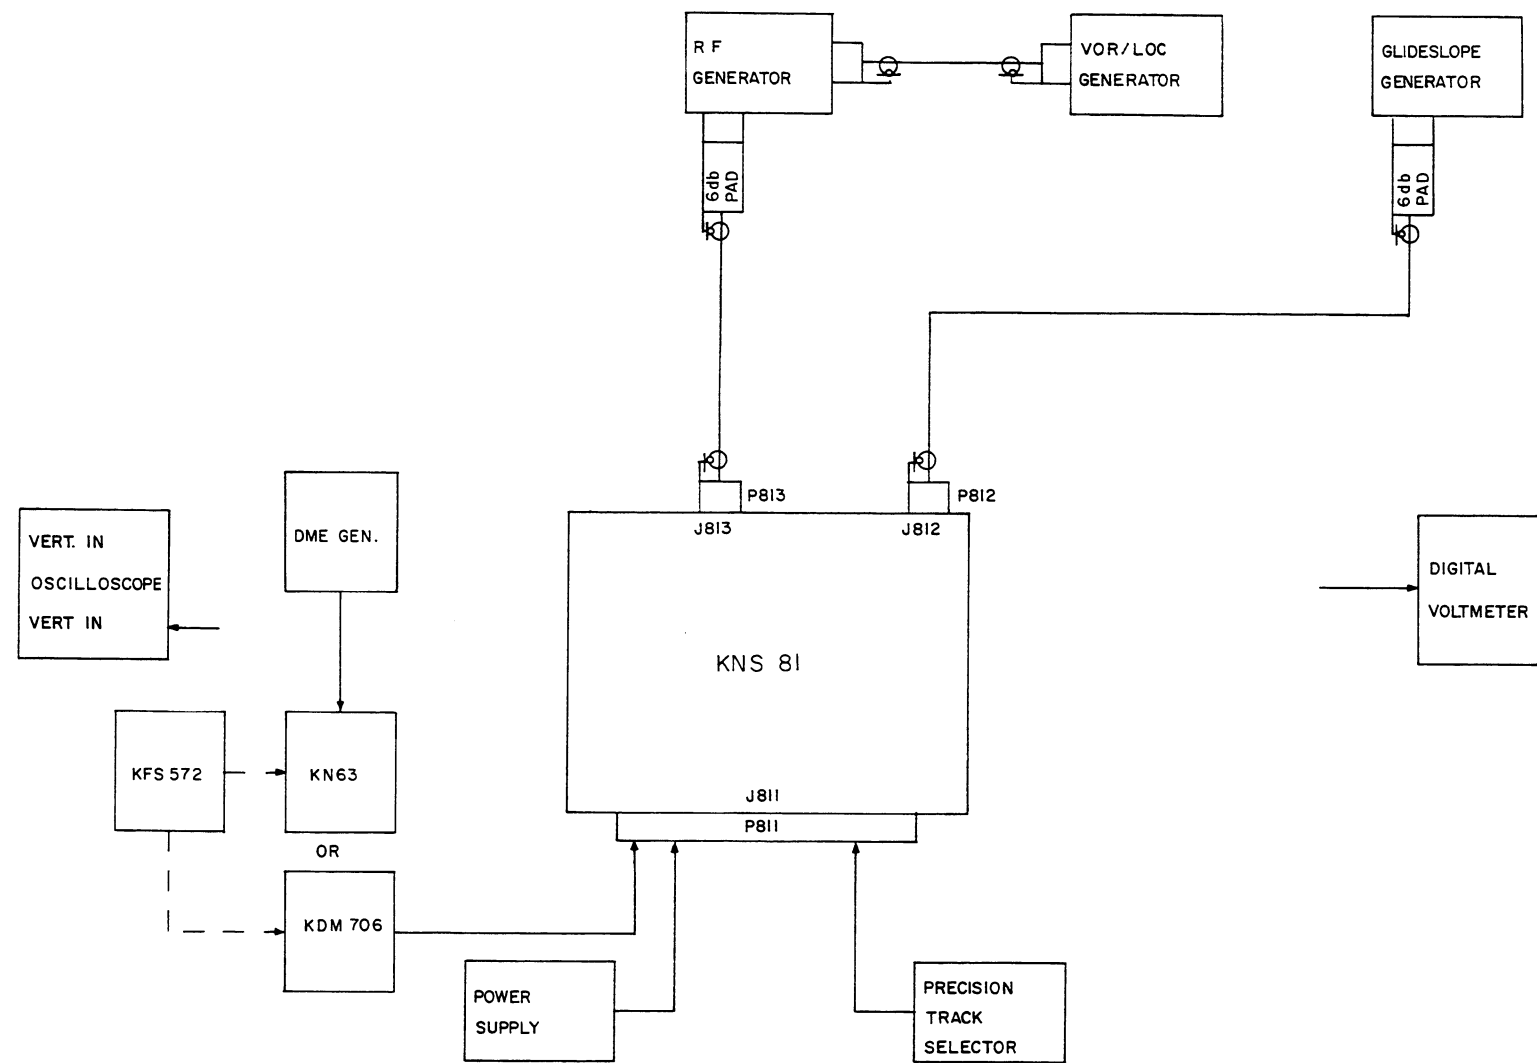 RF
GENERATOR
VOR/LOC
GENERATOR
GLIDESLOPE
GENERATOR
6db
PAD
6db
PAD
P813
P812
J813
J812
VERT. IN
OSCILLOSCOPE
VERT IN
DME GEN.
DIGITAL
VOLTMETER
KNS 81
KFS 572
KN63
OR
KDM 706
J811
P811
POWER
SUPPLY
PRECISION
TRACK
SELECTOR